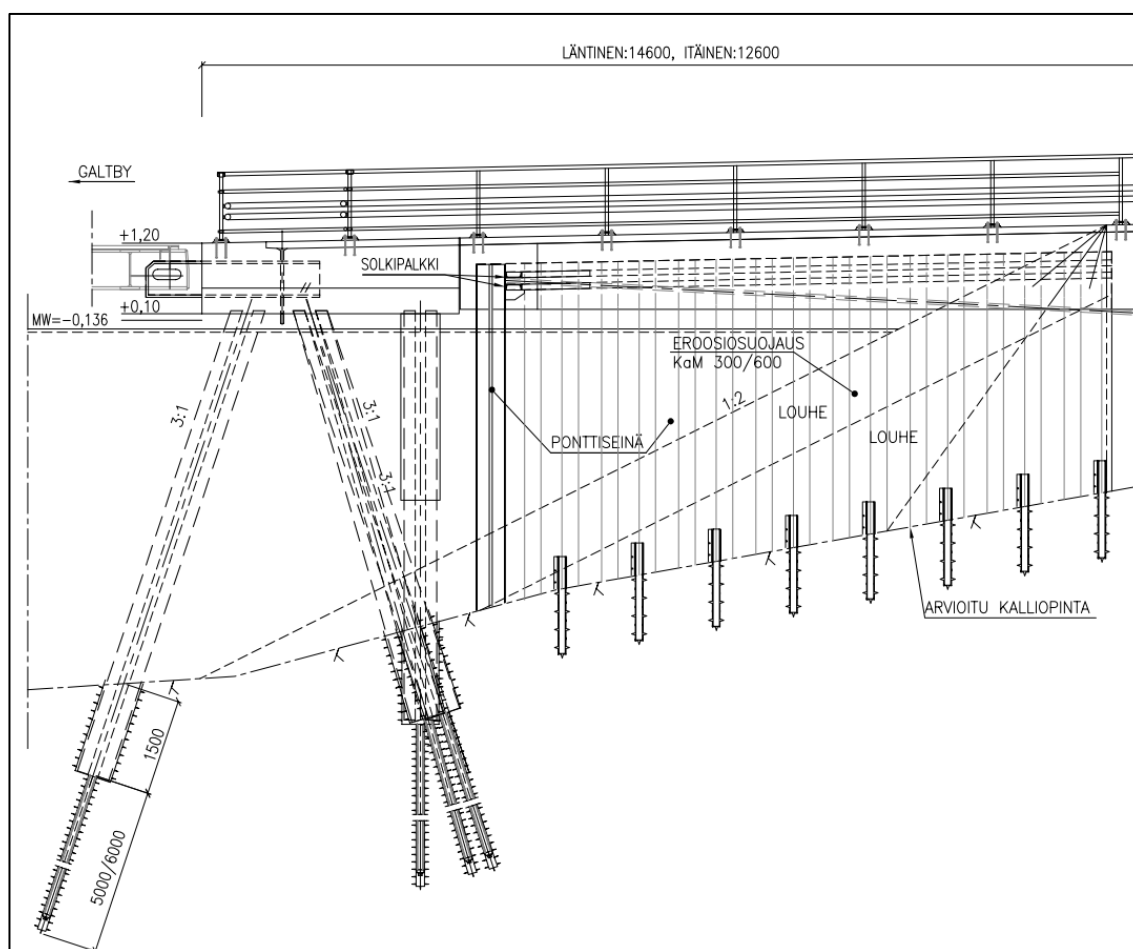 LÄNTINEN:14600, ITÄINEN:12600
GALTBY
+1,20
SOLKIPALKKI
+0,10
MW=-0,136
EROOSIOSUOJAUS
KaM 300/600
1:2
LOUHE
3:1
3:1
PONTTISEINÄ
LOUHE
3:1
ARVIOITU KALLIOPINTA
1500
5000/6000